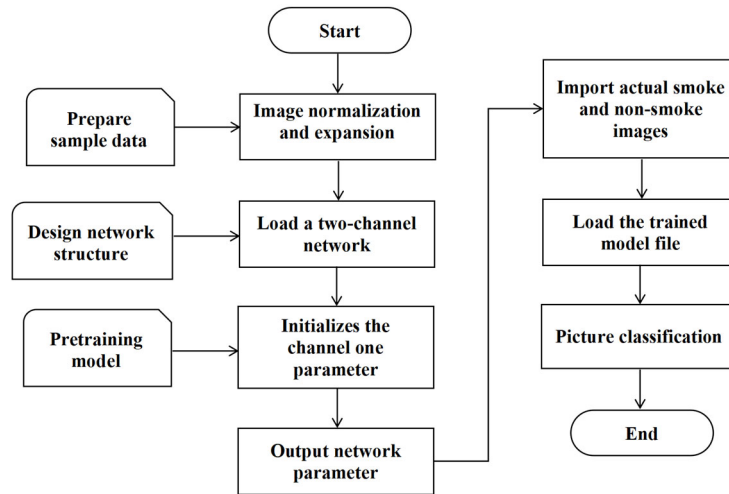 Start
Prepare
sample data
Image normalization
and expansion
Design network
structure
Load a two-channel
network
Pretraining
model
Initializes the
channel one
parameter
Output network
parameter
Import actual smoke
and non-smoke
images
Load the trained
model file
Picture classification
End